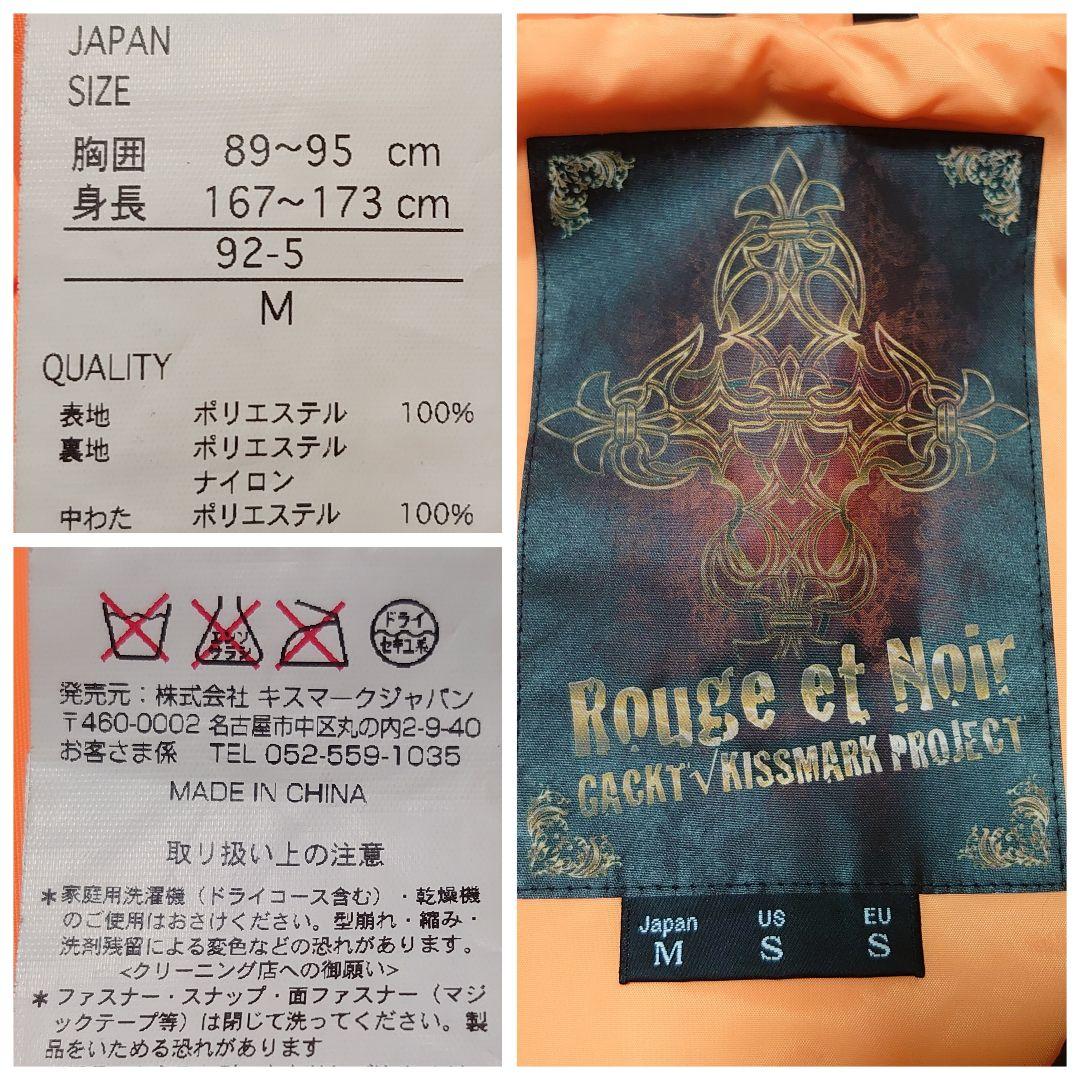 JAPAN
SIZE
胸囲 89~95 cm
身長 167~173 cm
92-5
M
QUALITY
表地 ポリエステル 100%
裏地 ポリエステル
ナイロン
中わた ポリエステル 100%
エンソ
サラシ
ドライ
セキユ系
発売元:株式会社 キスマークジャパン
〒460-0002 名古屋市中区丸の内2-9-40
お客さま係 TEL 052-559-1035
MADE IN CHINA
取り扱い上の注意
*家庭用洗濯機(ドライコース含む)・乾燥機
のご使用はおさけください。型崩れ・縮み・
洗剤残留による変色などの恐れがあります。
<クリーニング店への御願い>
*ファスナー・スナップ・面ファスナー(マジ
ックテープ等)は閉じて洗ってください。製
品をいためる恐れがあります
Rouge et Noir
GACKT√KISSMARK PROJECT
Japan US EU
M S S